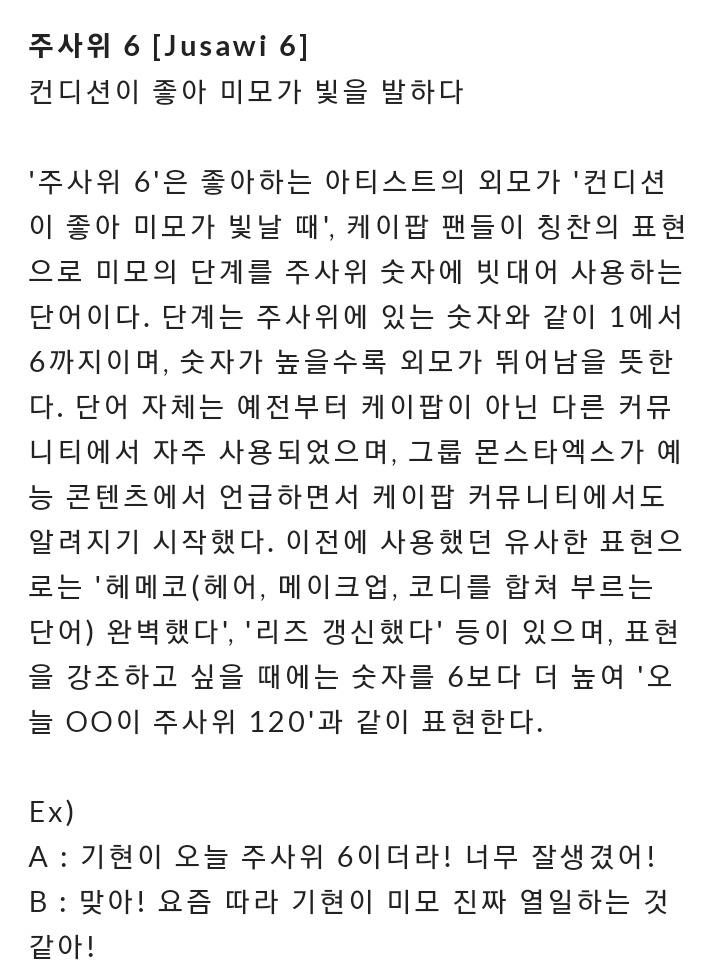 주사위 6 [Jusawi 6]
컨디션이 좋아 미모가 빛을 발하다
'주사위 6'은 좋아하는 아티스트의 외모가 '컨디션
이 좋아 미모가 빛날 때', 케이팝 팬들이 칭찬의 표현
으로 미모의 단계를 주사위 숫자에 빗대어 사용하는
단어이다. 단계는 주사위에 있는 숫자와 같이 1에서
6까지이며, 숫자가 높을수록 외모가 뛰어남을 뜻한
다. 단어 자체는 예전부터 케이팝이 아닌 다른 커뮤
니티에서 자주 사용되었으며, 그룹 몬스타엑스가 예
능 콘텐츠에서 언급하면서 케이팝 커뮤니티에서도
알려지기 시작했다. 이전에 사용했던 유사한 표현으
로는 '헤메코(헤어, 메이크업, 코디를 합쳐 부르는
단어) 완벽했다', '리즈 갱신했다' 등이 있으며, 표현
을 강조하고 싶을 때에는 숫자를 6보다 더 높여 '오
늘 OO이 주사위 120'과 같이 표현한다.
Ex)
A : 기현이 오늘 주사위 6이더라! 너무 잘생겼어!
B : 맞아! 요즘 따라 기현이 미모 진짜 열일하는 것
같아!